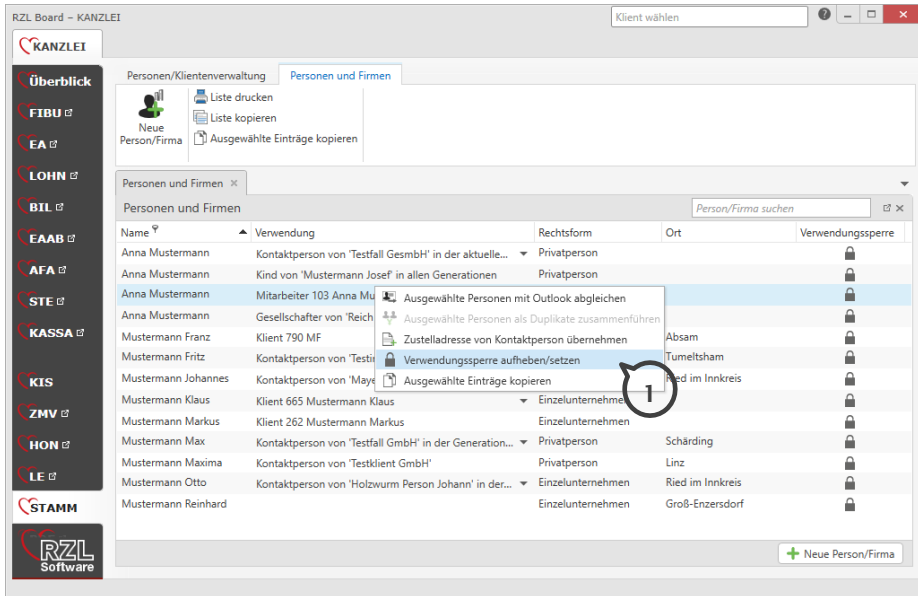 RZL Board – KANZLEI
Klient wählen
KANZLEI
Überblick
FIBU
EA
LOHN
BIL
EAAB
AFA
STE
KASSA
KIS
ZMV
HON
LE
STAMM
RZL
Software
Personen/Klientenverwaltung Personen und Firmen
Neue
Person/Firma
Liste drucken
Liste kopieren
Ausgewählte Einträge kopieren
Personen und Firmen
Personen und Firmen Person/Firma suchen
Name Verwendung Rechtsform Ort Verwendungssperre
Anna Mustermann Kontaktperson von 'Testfall GesmbH' in der aktuelle... Privatperson
Anna Mustermann Kind von 'Mustermann Josef' in allen Generationen Privatperson
Anna Mustermann Mitarbeiter 103 Anna Mu
Anna Mustermann Gesellschafter von 'Reich
Mustermann Franz Klient 790 MF Absam
Mustermann Fritz Kontaktperson von 'Testin Tumeltsham
Mustermann Johannes Kontaktperson von 'Maye Ried im Innkreis
Mustermann Klaus Klient 665 Mustermann Klaus Einzelunternehmen
Mustermann Markus Klient 262 Mustermann Markus Einzelunternehmen
Mustermann Max Kontaktperson von 'Testfall GmbH' in der Generation... Privatperson Schärding
Mustermann Maxima Kontaktperson von 'Testklient GmbH' Privatperson Linz
Mustermann Otto Kontaktperson von 'Holzwurm Person Johann' in der... Einzelunternehmen Ried im Innkreis
Mustermann Reinhard Einzelunternehmen Groß-Enzersdorf
Ausgewählte Personen mit Outlook abgleichen
Ausgewählte Personen als Duplikate zusammenführen
Zustelladresse von Kontaktperson übernehmen
Verwendungssperre aufheben/setzen
Ausgewählte Einträge kopieren
1
Neue Person/Firma